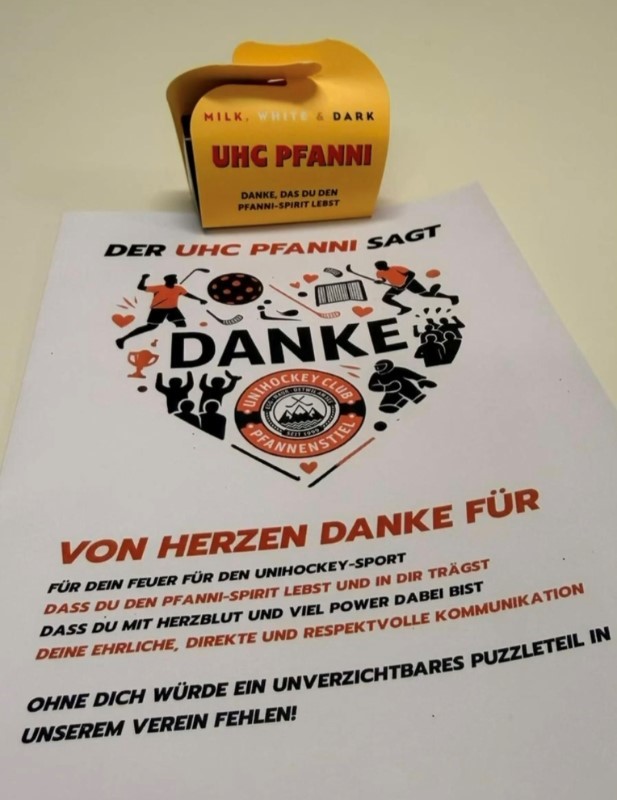 MILK, WHITE & DARK
UHC PFANNI
DANKE, DAS DU DEN
PFANNI-SPIRIT LEBST
DER UHC PFANNI SAGT
DANKE
UNIHOCKEY CLUB
SEIT
PFANNENSTIEL
VON HERZEN DANKE FÜR
FÜR DEIN FEUER FÜR DEN UNIHOCKEY-SPORT
DASS DU DEN PFANNI-SPIRIT LEBST UND IN DIR TRÄGST
DASS DU MIT HERZBLUT UND VIEL POWER DABEI BIST
DEINE EHRLICHE, DIREKTE UND RESPEKTVOLLE KOMMUNIKATION
OHNE DICH WÜRDE EIN UNVERZICHTBARES PUZZLETEIL IN
UNSEREM VEREIN FEHLEN!